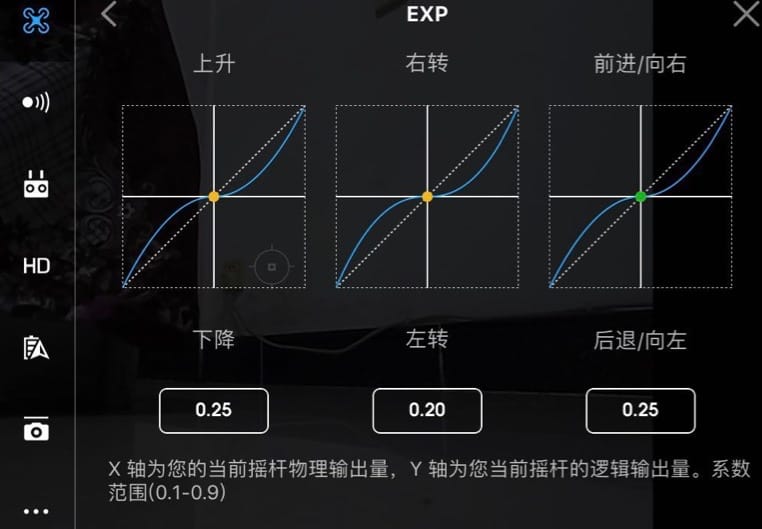 EXP
上升 右转 前进/向右
HD
下降 左转 后退/向左
0.25 0.20 0.25
X 轴为您的当前摇杆物理输出量，Y 轴为您当前摇杆的逻辑输出量。系数
范围(0.1-0.9)